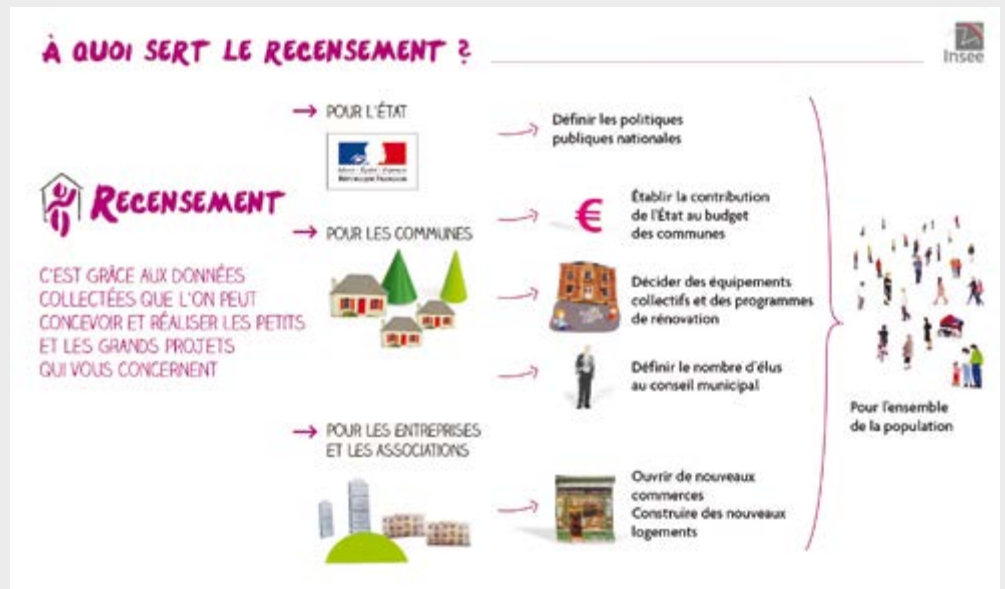 À QUOI SERT LE RECENSEMENT ?
Insee
RECENSEMENT
C'EST GRÂCE AUX DONNÉES
COLLECTÉES QUE L'ON PEUT
CONCEVOIR ET RÉALISER LES PETITS
ET LES GRANDS PROJETS
QUI VOUS CONCERNENT
POUR L'ÉTAT
RÉPUBLIQUE FRANÇAISE
Définir les politiques
publiques nationales
POUR LES COMMUNES
Établir la contribution
de l'État au budget
des communes
Décider des équipements
collectifs et des programmes
de rénovation
Définir le nombre d'élus
au conseil municipal
POUR LES ENTREPRISES
ET LES ASSOCIATIONS
Ouvrir de nouveaux
commerces
Construire des nouveaux
logements
Pour l'ensemble
de la population